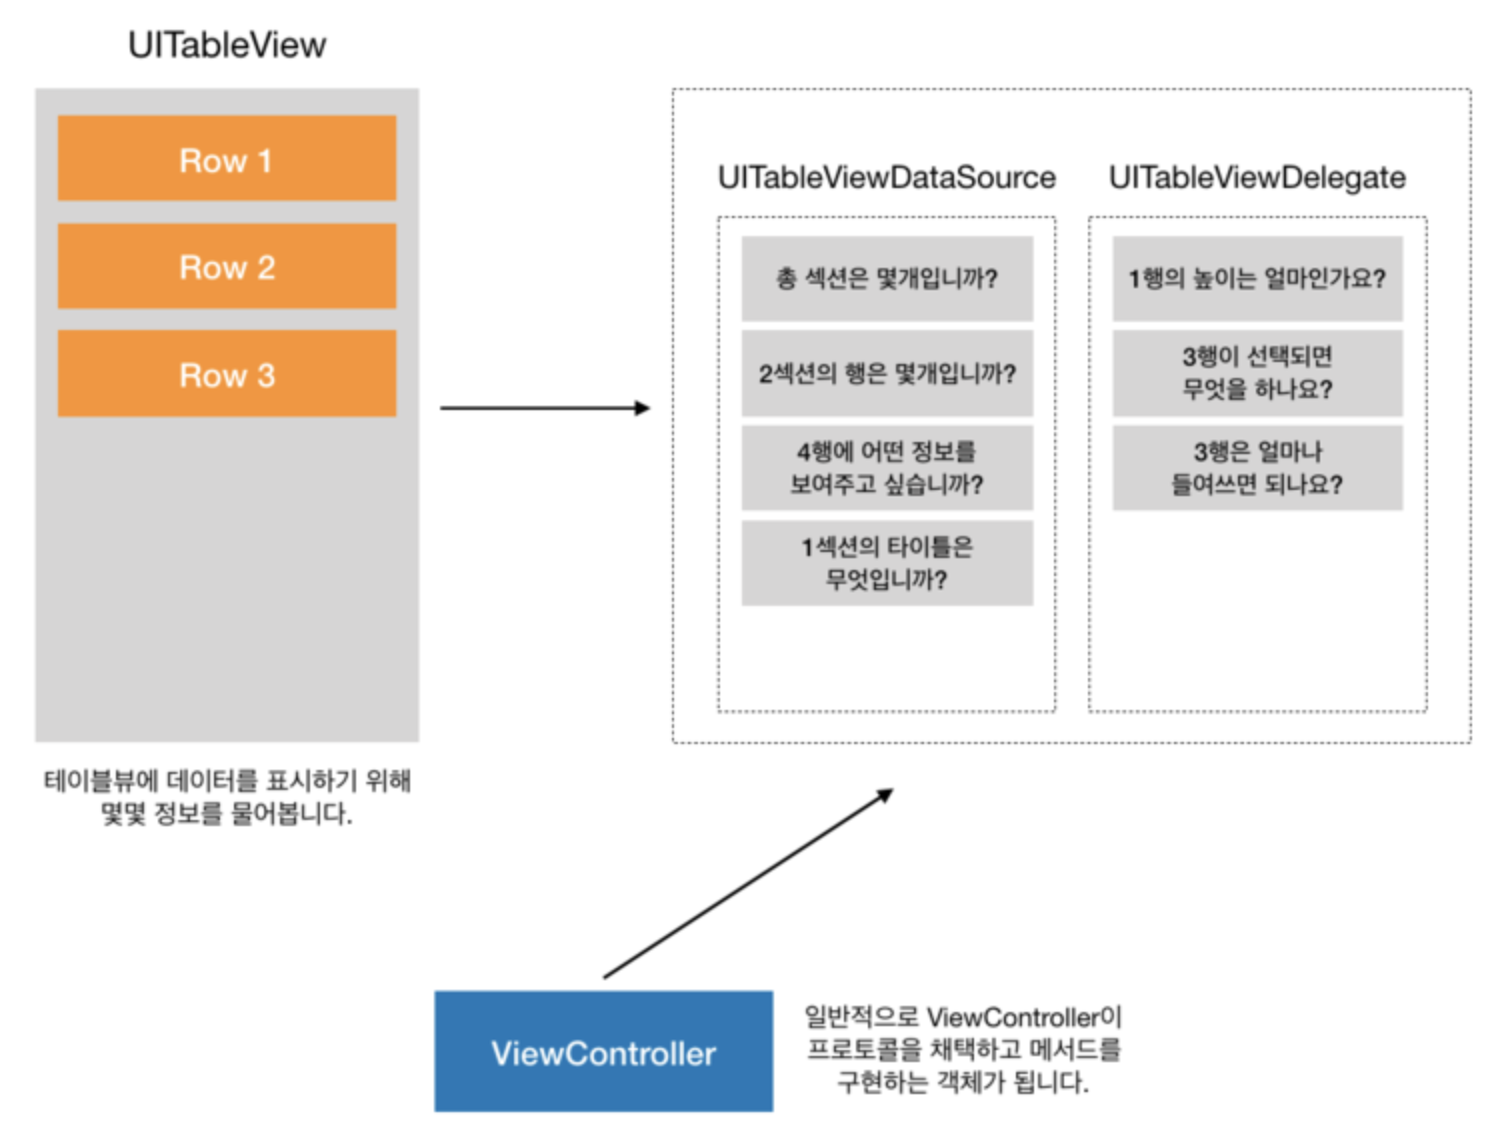 UITableView
Row 1
Row 2
Row 3
테이블뷰에 데이터를 표시하기 위해
몇몇 정보를 물어봅니다.
UITableViewDataSource
총 섹션은 몇개입니까?
2섹션의 행은 몇개입니까?
4행에 어떤 정보를
보여주고 싶습니까?
1섹션의 타이틀은
무엇입니까?
UITableViewDelegate
1행의 높이는 얼마인가요?
3행이 선택되면
무엇을 하나요?
3행은 얼마나
들여쓰면 되나요?
ViewController
일반적으로 ViewController이
프로토콜을 채택하고 메서드를
구현하는 객체가 됩니다.